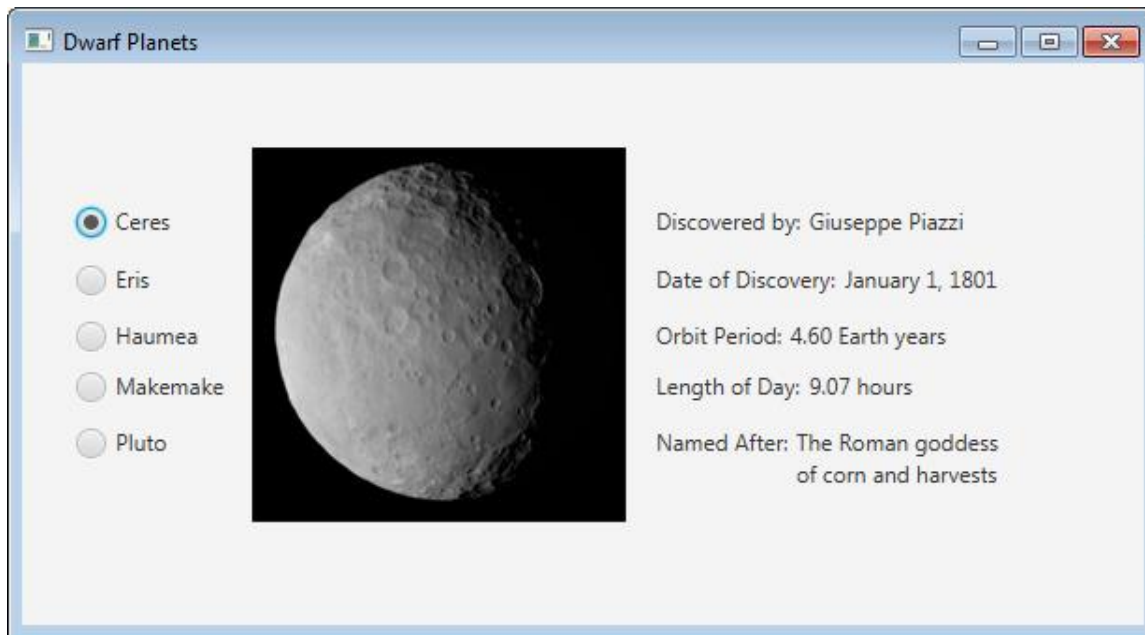 Dwarf Planets
Ceres
Eris
Haumea
Makemake
Pluto
Discovered by: Giuseppe Piazzi
Date of Discovery: January 1, 1801
Orbit Period: 4.60 Earth years
Length of Day: 9.07 hours
Named After: The Roman goddess
of corn and harvests